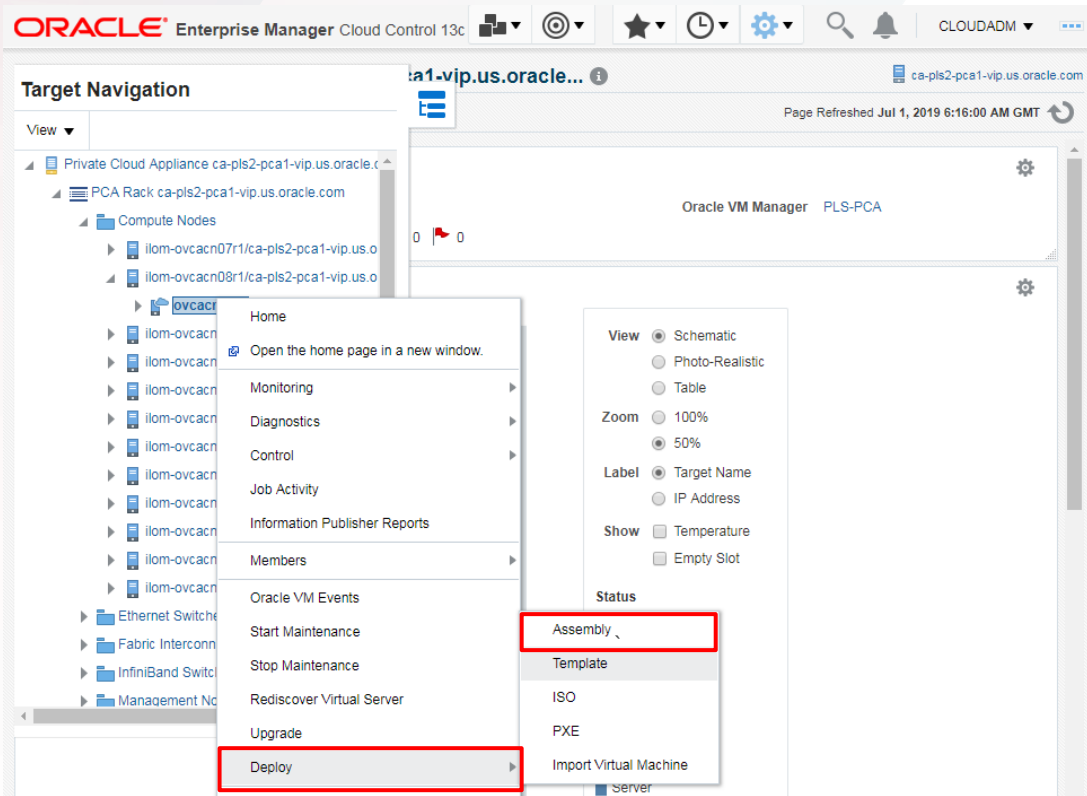 ORACLE® Enterprise Manager Cloud Control 13c
CLOUDADM
Target Navigation
:a1-vip.us.oracle...
ca-pls2-pca1-vip.us.oracle.com
Page Refreshed Jul 1, 2019 6:16:00 AM GMT
View
Private Cloud Appliance ca-pls2-pca1-vip.us.oracle.c
PCA Rack ca-pls2-pca1-vip.us.oracle.com
Compute Nodes
ilom-ovcacn07r1/ca-pls2-pca1-vip.us.o
ilom-ovcacn08r1/ca-pls2-pca1-vip.us.o
ovcacr
ilom-ovcacn
ilom-ovcacn
ilom-ovcacn
ilom-ovcacn
ilom-ovcacn
ilom-ovcacn
ilom-ovcacn
ilom-ovcacn
ilom-ovcacn
ilom-ovcacn
Ethernet Switche
Fabric Interconn
InfiniBand Switcl
Management No
Oracle VM Manager PLS-PCA
0 0
Home
Open the home page in a new window.
Monitoring
Diagnostics
Control
Job Activity
Information Publisher Reports
Members
Oracle VM Events
Start Maintenance
Stop Maintenance
Rediscover Virtual Server
Upgrade
Deploy
View Schematic
Photo-Realistic
Table
Zoom 100%
50%
Label Target Name
IP Address
Show Temperature
Empty Slot
Status
Assembly
Template
ISO
PXE
Import Virtual Machine
Server